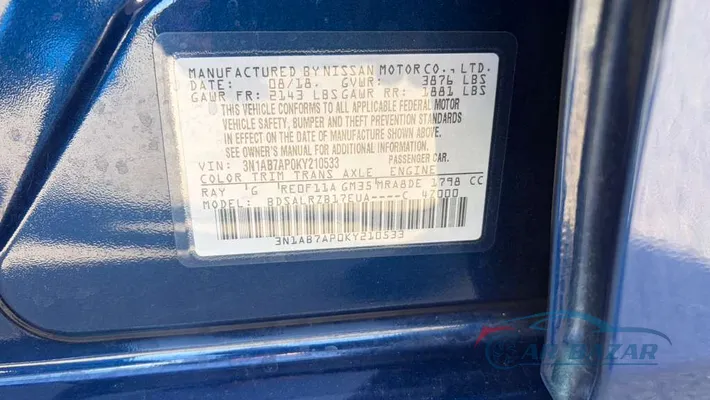 MANUFACTURED BY NISSAN MOTOR CO., LTD.
DATE: 08/18. GVWR: 3876 LBS
GAWR FR: 2143 LBS GAWR RR: 1881 LBS
THIS VEHICLE CONFORMS TO ALL APPLICABLE FEDERAL MOTOR
VEHICLE SAFETY, BUMPER AND THEFT PREVENTION STANDARDS
IN EFFECT ON THE DATE OF MANUFACTURE SHOWN ABOVE.
SEE OWNER'S MANUAL FOR ADDITIONAL INFORMATION.
VIN: 3N1AB7AP0KY210533 PASSENGER CAR.
COLOR TRIM TRANS AXLE ENGINE
RAY G RE0F11A GM35 MRA8DE 1798 CC
MODEL: BDSALRZB17EUA----C 47000
3N1AB7AP0KY210533
BAZAR